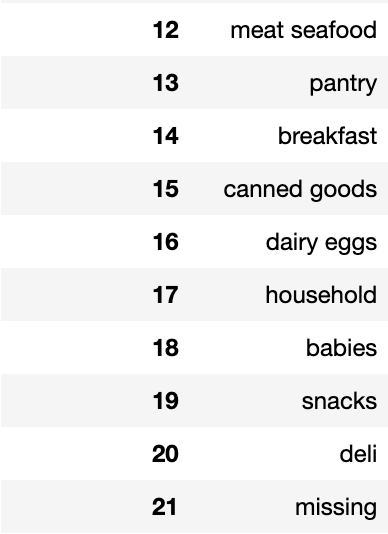 12 meat seafood
13 pantry
14 breakfast
15 canned goods
16 dairy eggs
17 household
18 babies
19 snacks
20 deli
21 missing